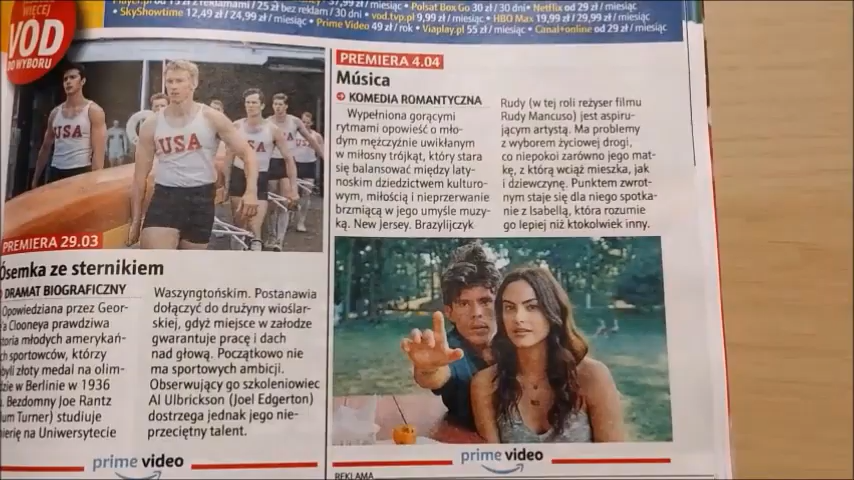 WIĘCEJ
VOD
DO WYBORU
Player.pl od 15 zł z reklamami / 25 zł bez reklam / 30 dni • Polsat Box Go 30 zł/30 dni • Netflix od 29 zł/miesiąc
• SkyShowtime 12,49 zł / 24,99 zł / miesiąc • vod.tvp.pl 9,99 zł / miesiąc • HBO Max 19,99 zł / 29,99 zł / miesiąc
• Prime Video 49 zł / rok • Viaplay.pl 55 zł / miesiąc • Canal+online od 29 zł / miesiąc
USA
USA
USA
PREMIERA 29.03
Ósemka ze sternikiem
DRAMAT BIOGRAFICZNY
Opowiedziana przez Geor-
Clooneya prawdziwa
toria młodych amerykań-
ch sportowców, którzy
byli złoty medal na olim-
dzie w Berlinie w 1936
Bezdomny Joe Rantz
um Turner) studiuje
nierię na Uniwersytecie
Waszyngtońskim. Postanawia
dołączyć do drużyny wioślar-
skiej, gdyż miejsce w załodze
gwarantuje pracę i dach
nad głową. Początkowo nie
ma sportowych ambicji.
Obserwujący go szkoleniowiec
Al Ulbrickson (Joel Edgerton)
dostrzega jednak jego nie-
przeciętny talent.
prime video
PREMIERA 4.04
Música
KOMEDIA ROMANTYCZNA
Wypełniona gorącymi
rytmami opowieść o mło-
dym mężczyźnie uwikłanym
w miłosny trójkąt, który stara
się balansować między laty-
noskim dziedzictwem kulturo-
wym, miłością i nieprzerwanie
brzmiącą w jego umyśle muzy-
ką. New Jersey. Brazylijczyk
Rudy (w tej roli reżyser filmu
Rudy Mancuso) jest aspiru-
jącym artystą. Ma problemy
z wyborem życiowej drogi,
co niepokoi zarówno jego mat-
kę, z którą wciąż mieszka, jak
i dziewczynę. Punktem zwrot-
nym staje się dla niego spotka-
nie z Isabellą, która rozumie
go lepiej niż ktokolwiek inny.
prime video
REKLAMA